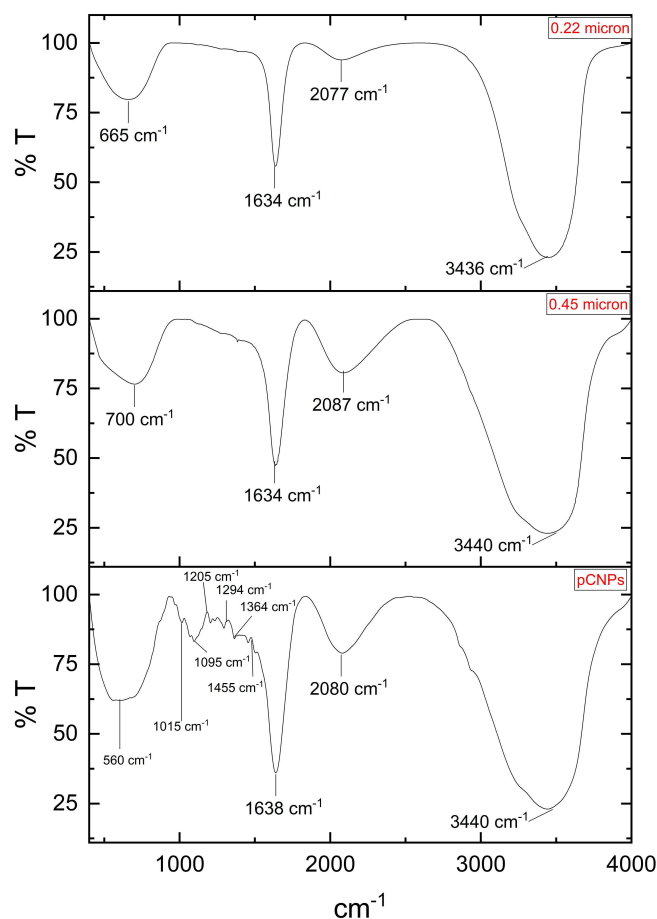 0.22 micron
100
75
50
25
% T
665 cm-1
1634 cm-1
2077 cm-1
3436 cm-1
0.45 micron
100
75
50
25
% T
700 cm-1
1634 cm-1
2087 cm-1
3440 cm-1
pCNPs
100
75
50
25
% T
1205 cm-1
1294 cm-1
1364 cm-1
1095 cm-1
1455 cm-1
1015 cm-1
560 cm-1
1638 cm-1
2080 cm-1
3440 cm-1
1000 2000 3000 4000
cm-1